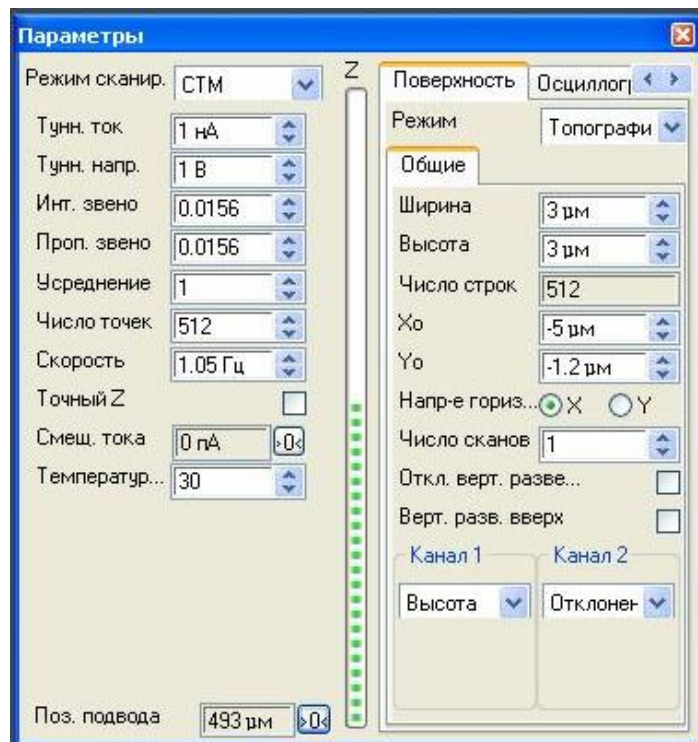 Параметры
Режим сканир. СТМ
Тунн. ток 1 нА
Тунн. напр. 1 В
Инт. звено 0.0156
Проп. звено 0.0156
Усреднение 1
Число точек 512
Скорость 1.05 Гц
Точный Z
Смещ. тока 0 пА >0<
Температур... 30
Поз. подвода 493 µм >0<
Z
Поверхность Осциллогр
Режим Топографи
Общие
Ширина 3 µм
Высота 3 µм
Число строк 512
Xo -5 µм
Yo -1.2 µм
Напр-е гориз... X Y
Число сканов 1
Откл. верт. разве...
Верт. разв. вверх
Канал 1 Канал 2
Высота Отклонен